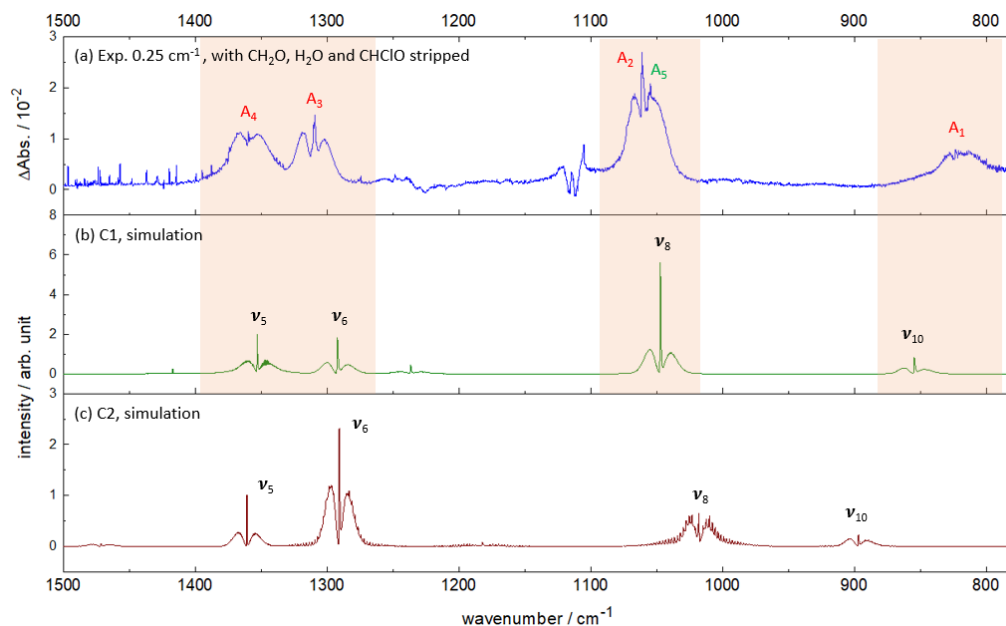 1500 1400 1300 1200 1100 1000 900 800
3
(a) Exp. 0.25 cm⁻¹, with CH₂O, H₂O and CHClO stripped
A₂
A₅
A₄
A₃
A₁
2
1
0
ΔAbs. / 10⁻²
8
(b) C1, simulation
ν₈
6
4
ν₅
ν₆
ν₁₀
2
0
3
(c) C2, simulation
ν₆
2
ν₅
ν₈
ν₁₀
1
0
intensity / arb. unit
1500 1400 1300 1200 1100 1000 900 800
wavenumber / cm⁻¹